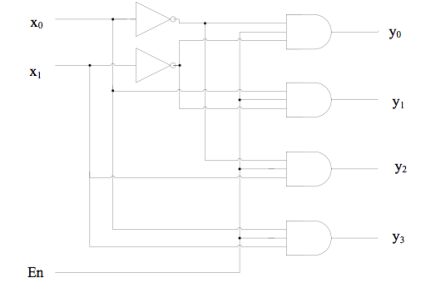 x₀
y₀
x₁
y₁
y₂
y₃
En